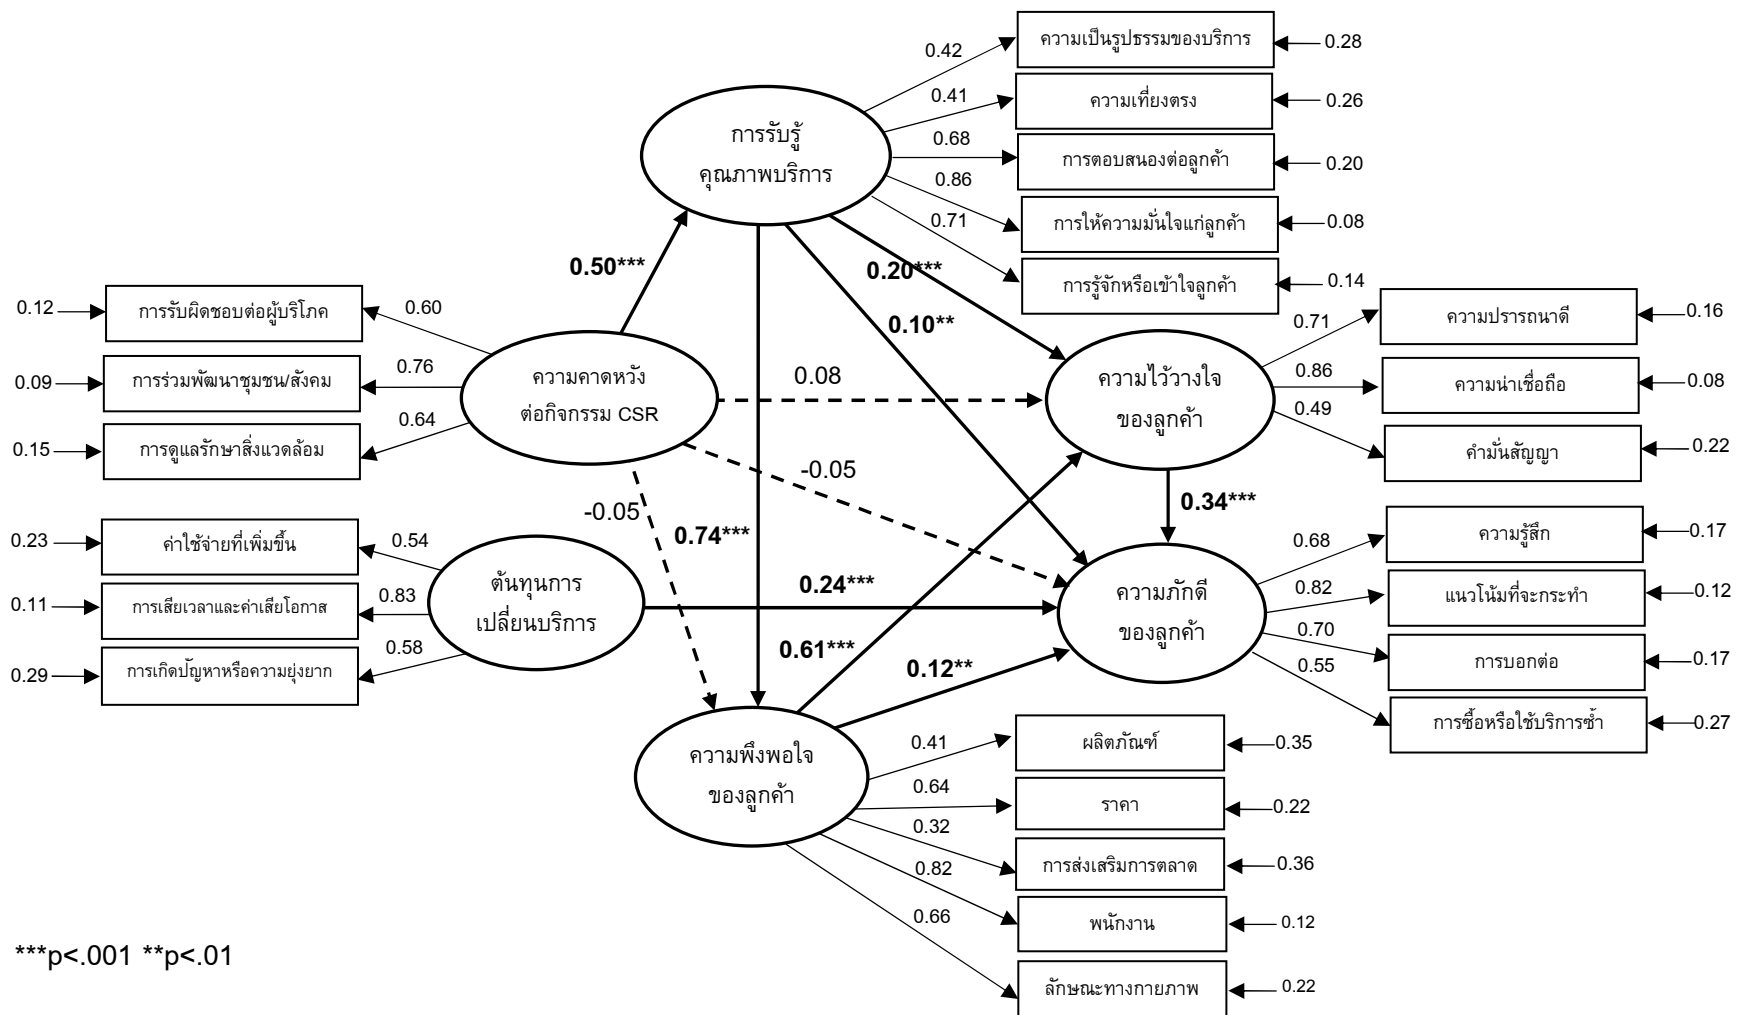 ความเป็นรูปธรรมของบริการ
0.28
0.42
ความเที่ยงตรง
0.26
0.41
การรับรู้
คุณภาพบริการ
0.68
การตอบสนองต่อลูกค้า
0.20
0.86
การให้ความมั่นใจแก่ลูกค้า
0.08
0.71
การรู้จักหรือเข้าใจลูกค้า
0.14
0.50***
0.20***
0.10**
0.12
การรับผิดชอบต่อผู้บริโภค
0.60
0.09
การร่วมพัฒนาชุมชน/สังคม
0.76
0.15
การดูแลรักษาสิ่งแวดล้อม
0.64
ความคาดหวัง
ต่อกิจกรรม CSR
0.08
ความไว้วางใจ
ของลูกค้า
0.71
ความปรารถนาดี
0.16
0.86
ความน่าเชื่อถือ
0.08
0.49
คำมั่นสัญญา
0.22
-0.05
-0.05
0.74***
0.34***
0.23
ค่าใช้จ่ายที่เพิ่มขึ้น
0.54
0.11
การเสียเวลาและค่าเสียโอกาส
0.83
0.29
การเกิดปัญหาหรือความยุ่งยาก
0.58
ต้นทุนการ
เปลี่ยนบริการ
0.24***
ความภักดี
ของลูกค้า
0.68
ความรู้สึก
0.17
0.82
แนวโน้มที่จะกระทำ
0.12
0.70
การบอกต่อ
0.17
0.55
การซื้อหรือใช้บริการซ้ำ
0.27
0.61***
0.12**
ความพึงพอใจ
ของลูกค้า
0.41
ผลิตภัณฑ์
0.35
0.64
ราคา
0.22
0.32
การส่งเสริมการตลาด
0.36
0.82
พนักงาน
0.12
0.66
ลักษณะทางกายภาพ
0.22
***p<.001 **p<.01